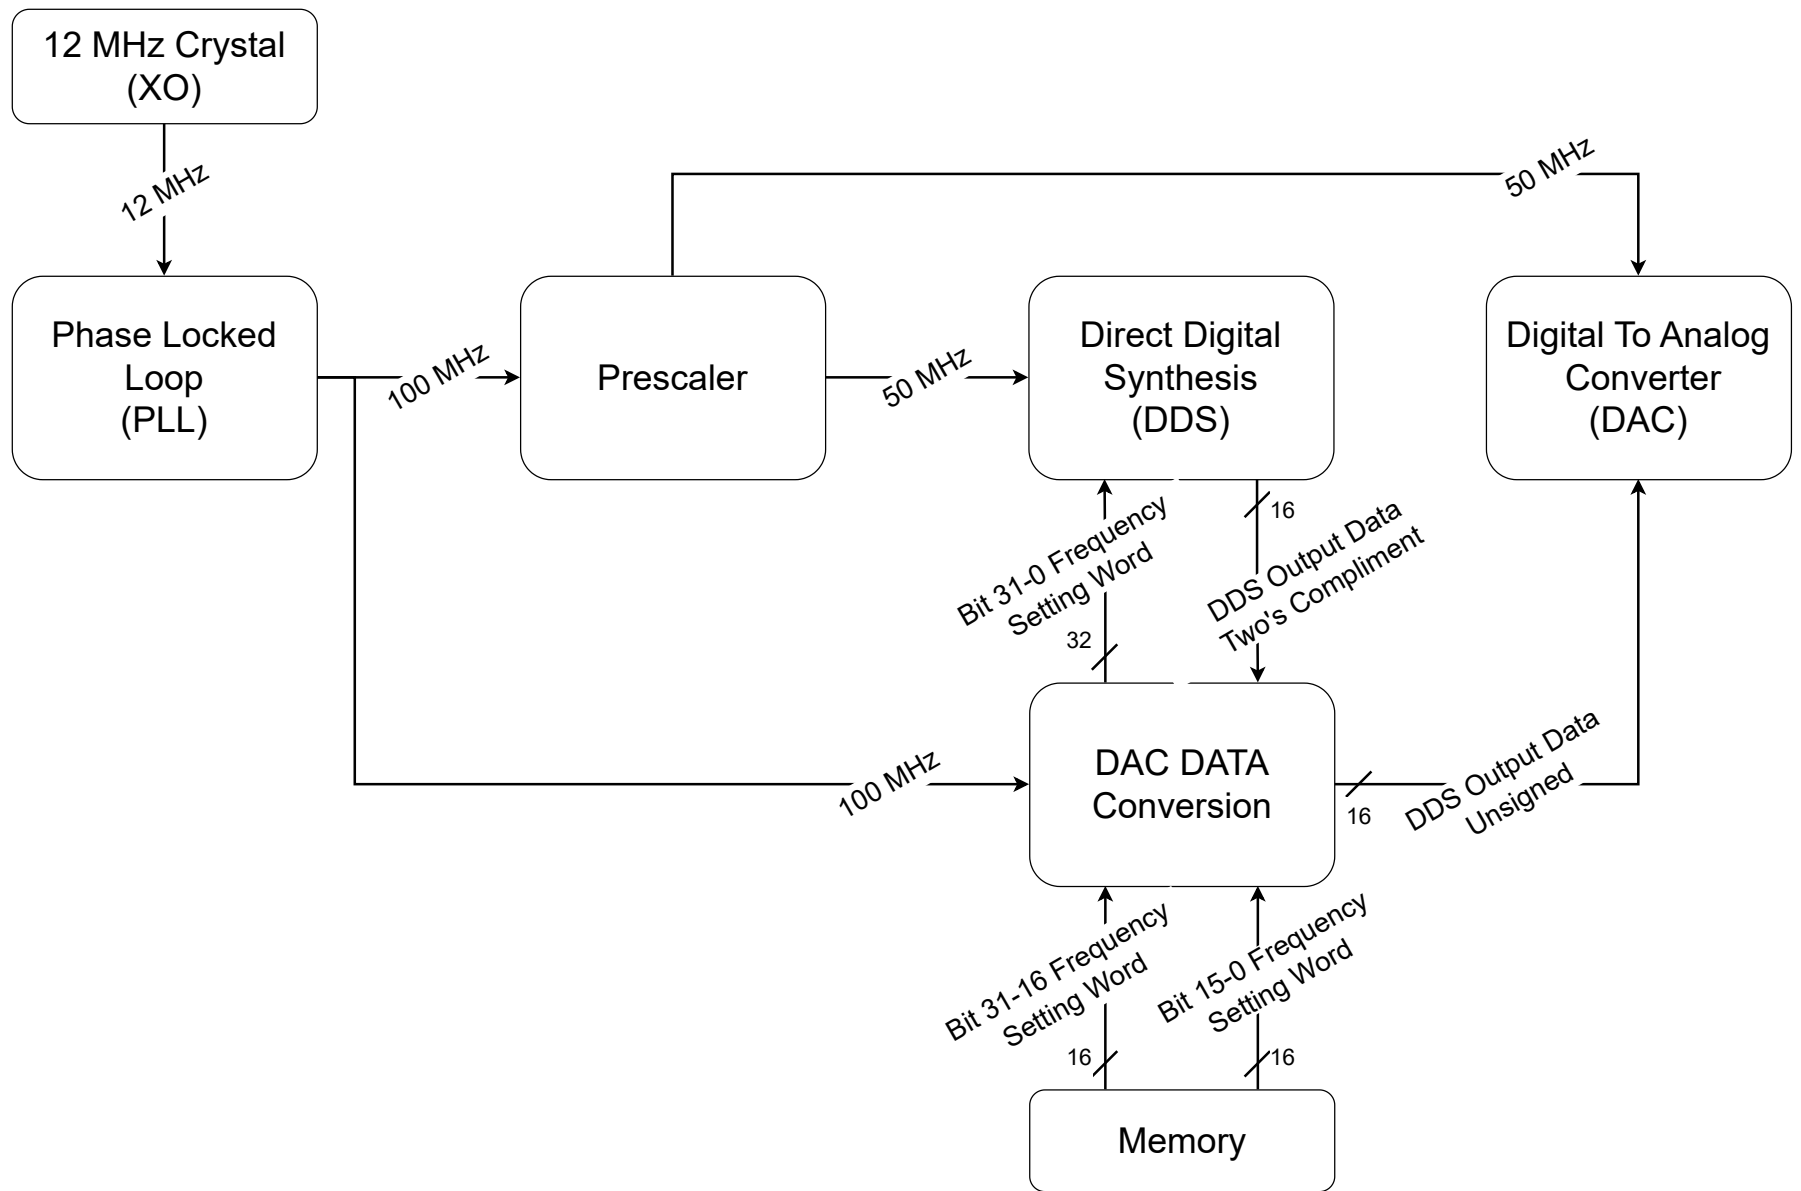 12 MHz Crystal
(XO)
12 MHz
50 MHz
Phase Locked
Loop
(PLL)
100 MHz
Prescaler
50 MHz
Direct Digital
Synthesis
(DDS)
Digital To Analog
Converter
(DAC)
Bit 31-0 Frequency
Setting Word
32
16
DDS Output Data
Two's Compliment
100 MHz
DAC DATA
Conversion
16
DDS Output Data
Unsigned
Bit 31-16 Frequency
Setting Word
16
Bit 15-0 Frequency
Setting Word
16
Memory